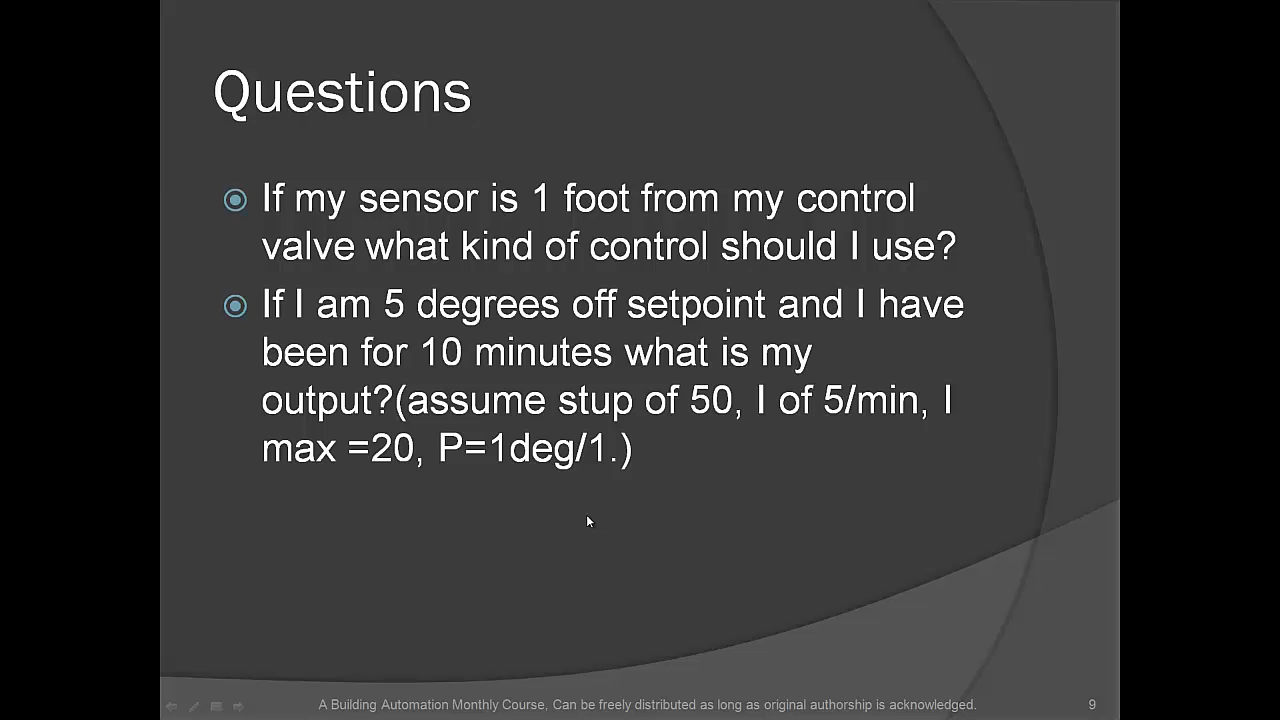 Questions
If my sensor is 1 foot from my control
valve what kind of control should I use?
If I am 5 degrees off setpoint and I have
been for 10 minutes what is my
output?(assume stup of 50, I of 5/min, I
max =20, P=1deg/1.)
A Building Automation Monthly Course, Can be freely distributed as long as original authorship is acknowledged.
9